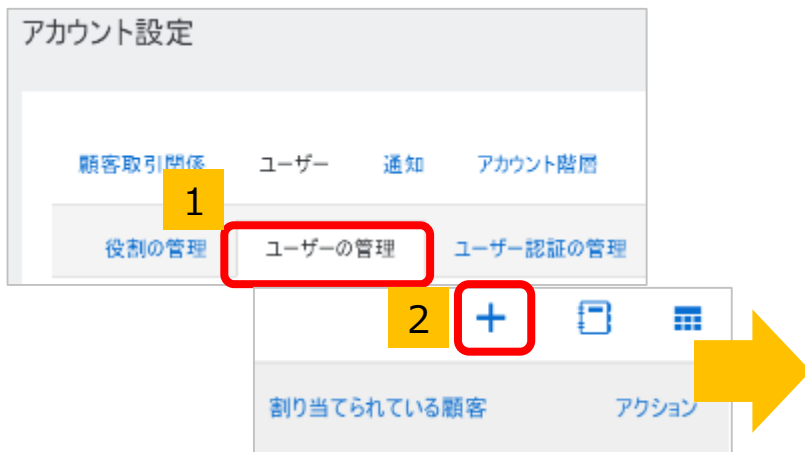 アカウント設定
顧客取引関係 ユーザー 通知 アカウント階層
1
役割の管理 ユーザーの管理 ユーザー認証の管理
2
割り当てられている顧客 アクション